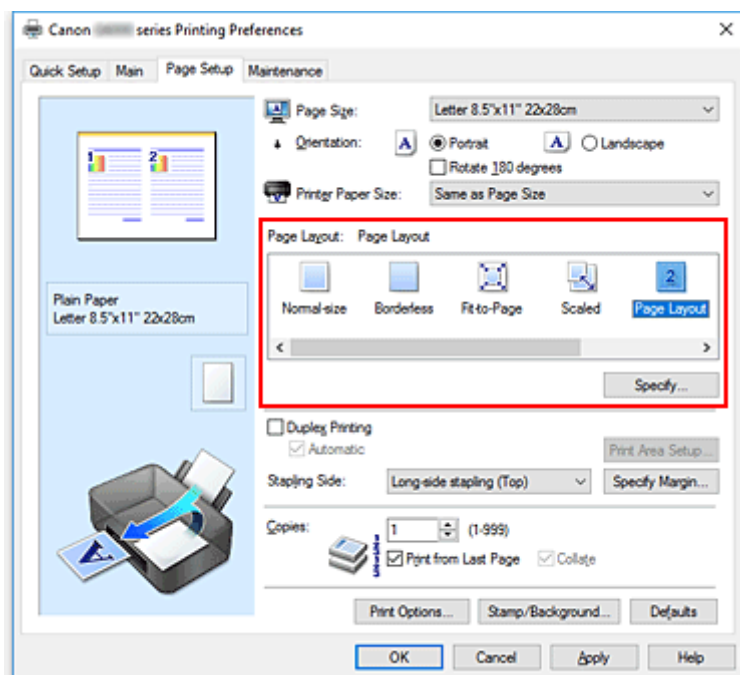 Canon series Printing Preferences
Quick Setup Main Page Setup Maintenance
1 2
Page Size: Letter 8.5"x11" 22x28cm
Orientation: A Portrait A Landscape
Rotate 180 degrees
Printer Paper Size: Same as Page Size
Page Layout: Page Layout
2
Normal-size Borderless Fit-to-Page Scaled Page Layout
Plain Paper
Letter 8.5"x11" 22x28cm
Specify...
Duplex Printing
Automatic Print Area Setup...
Stapling Side: Long-side stapling (Top) Specify Margin...
Copies: 1 (1-999)
Print from Last Page Collate
A
Print Options... Stamp/Background... Defaults
OK Cancel Apply Help